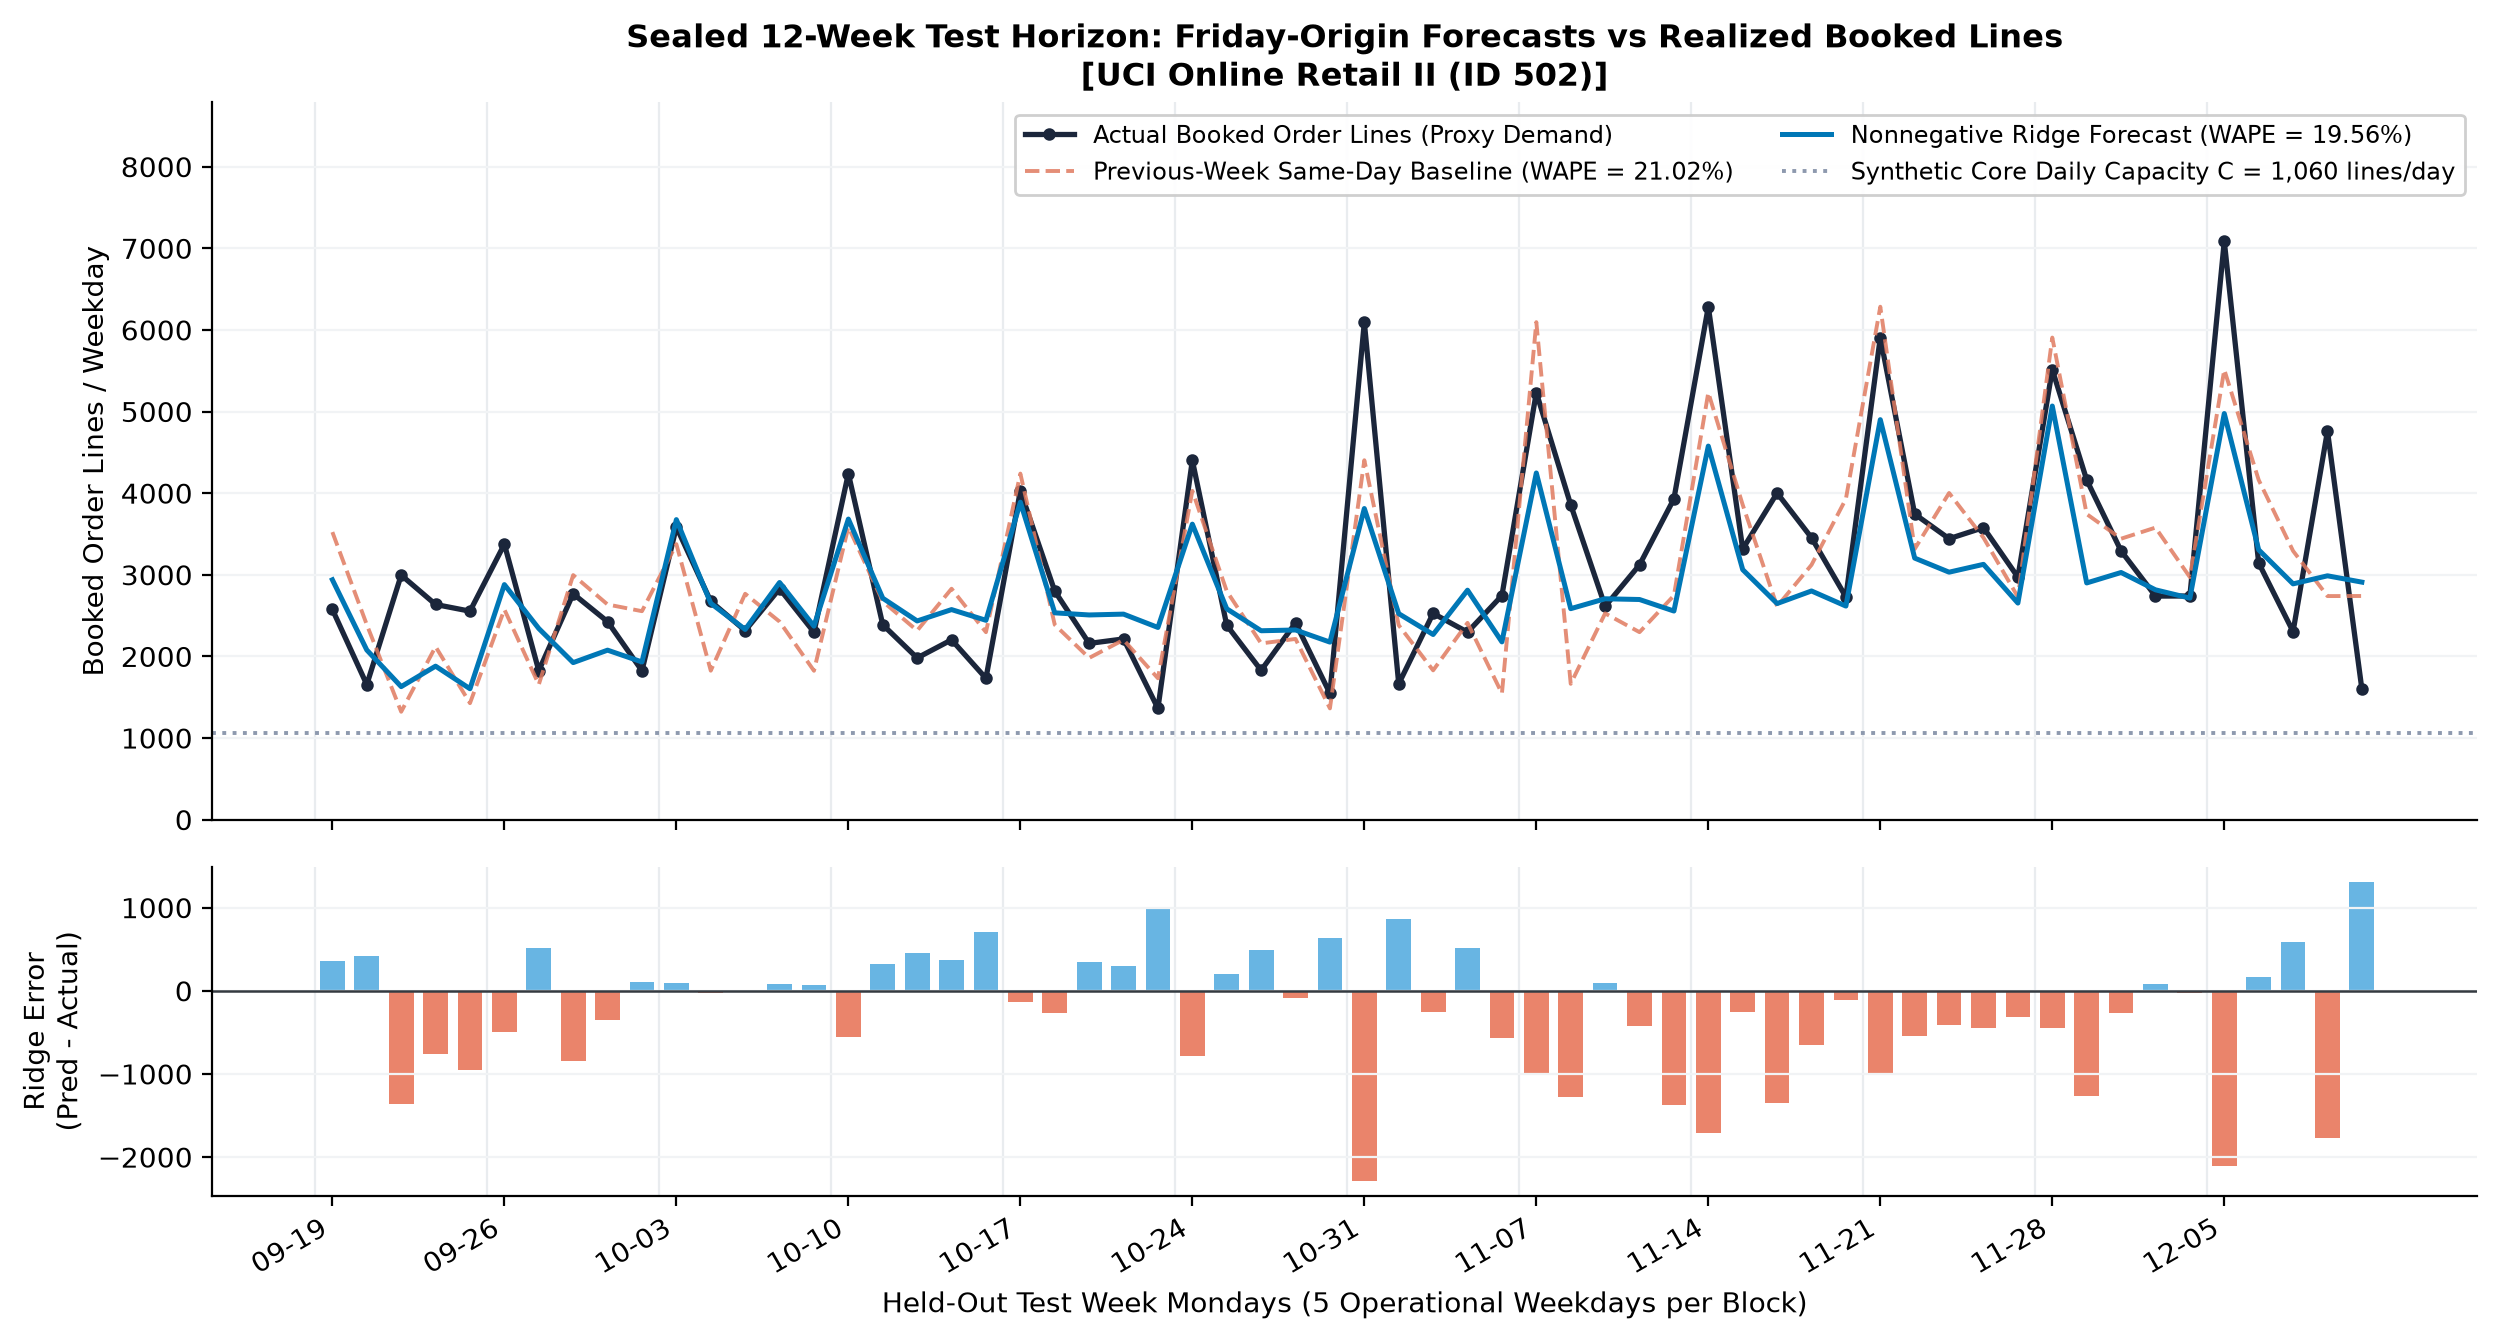 Sealed 12-Week Test Horizon: Friday-Origin Forecasts vs Realized Booked Lines
[UCI Online Retail II (ID 502)]
Actual Booked Order Lines (Proxy Demand)
Previous-Week Same-Day Baseline (WAPE = 21.02%)
Nonnegative Ridge Forecast (WAPE = 19.56%)
Synthetic Core Daily Capacity C = 1,060 lines/day
Booked Order Lines / Weekday
8000
7000
6000
5000
4000
3000
2000
1000
0
Ridge Error
(Pred - Actual)
1000
0
−1000
−2000
09-19
09-26
10-03
10-10
10-17
10-24
10-31
11-07
11-14
11-21
11-28
12-05
Held-Out Test Week Mondays (5 Operational Weekdays per Block)